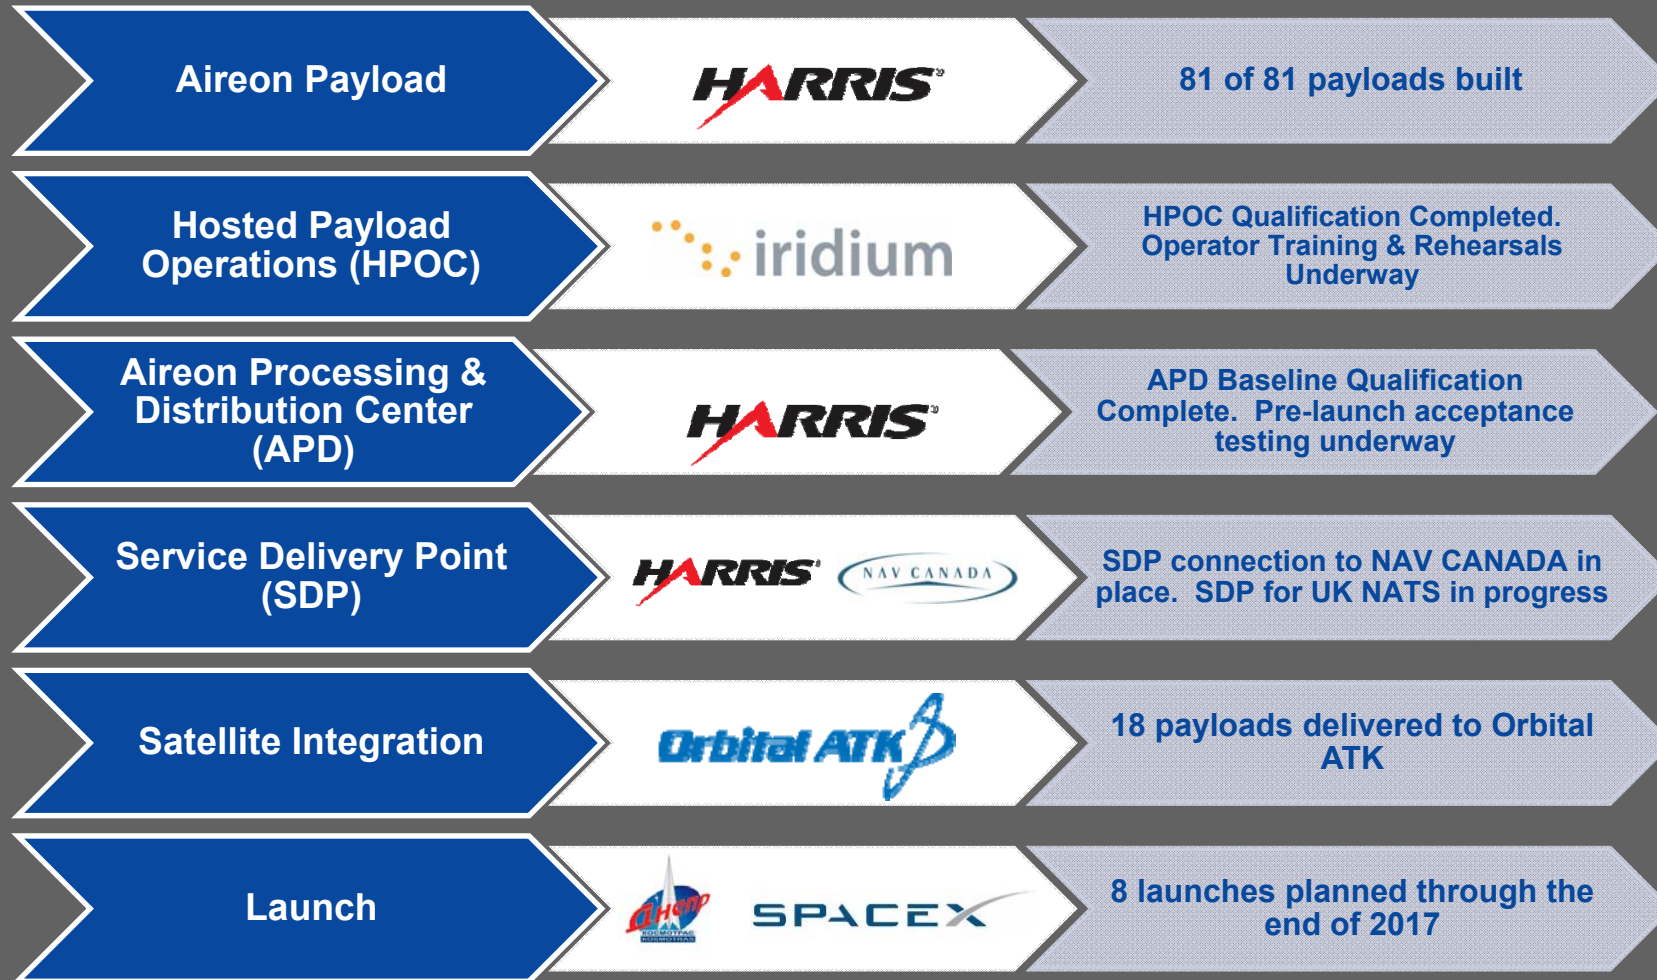 Aireon Payload
HARRIS®
81 of 81 payloads built
Hosted Payload
Operations (HPOC)
iridium
HPOC Qualification Completed.
Operator Training & Rehearsals
Underway
Aireon Processing &
Distribution Center
(APD)
HARRIS®
APD Baseline Qualification
Complete.  Pre-launch acceptance
testing underway
Service Delivery Point
(SDP)
HARRIS
NAV CANADA
SDP connection to NAV CANADA in
place.  SDP for UK NATS in progress
Satellite Integration
Orbital ATK
18 payloads delivered to Orbital
ATK
Launch
Днепр
КОСМОТРАС
KOSMOTRAS
SPACEX
8 launches planned through the
end of 2017